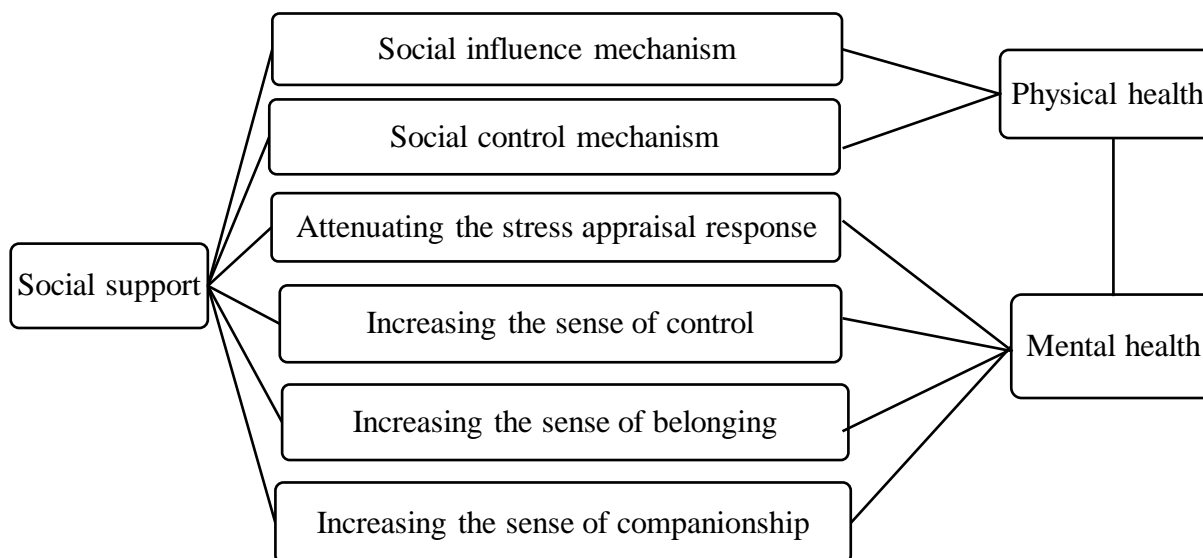 Social influence mechanism
Physical health
Social control mechanism
Attenuating the stress appraisal response
Social support
Increasing the sense of control
Mental health
Increasing the sense of belonging
Increasing the sense of companionship